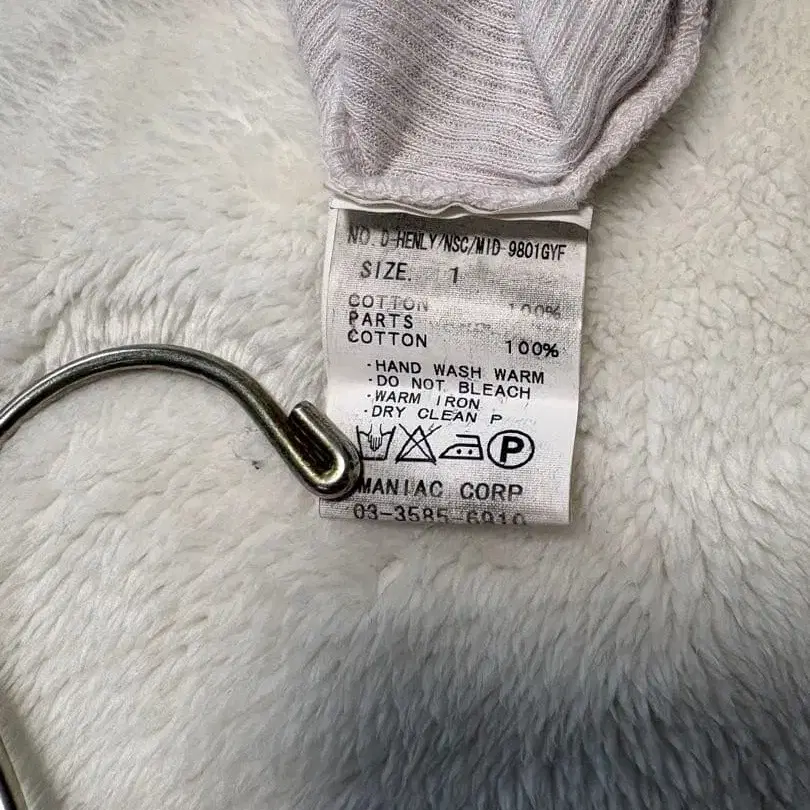 NO. D-HENLY/NSC/MID-9801GYF
SIZE. 1
COTTON 100%
PARTS
COTTON 100%
·HAND WASH WARM
·DO NOT BLEACH
·WARM IRON
·DRY CLEAN P
P
MANIAC CORP
03-3585-6910